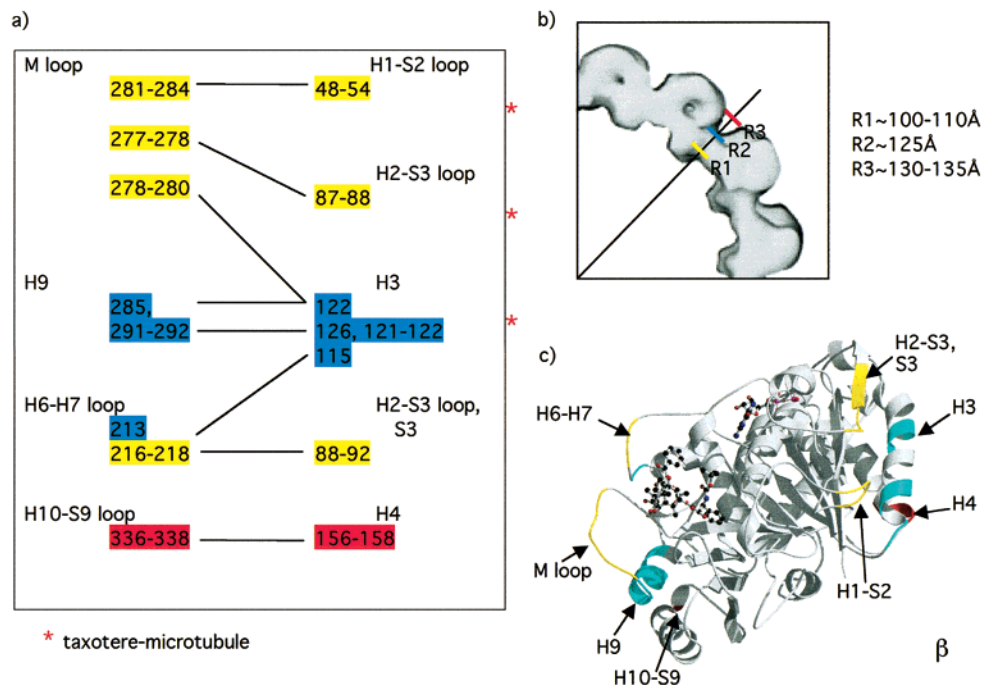 a)
M loop H1-S2 loop
281-284 48-54
*
277-278
H2-S3 loop
278-280 87-88
*
H9 H3
285, 122
291-292 126, 121-122
*
115
H6-H7 loop H2-S3 loop,
213 S3
216-218 88-92
H10-S9 loop H4
336-338 156-158
* taxotere-microtubule
b)
R3
R2
R1
R1~100-110Å
R2~125Å
R3~130-135Å
c)
H2-S3,
S3
H6-H7
H3
H4
M loop
H1-S2
H9
H10-S9
β